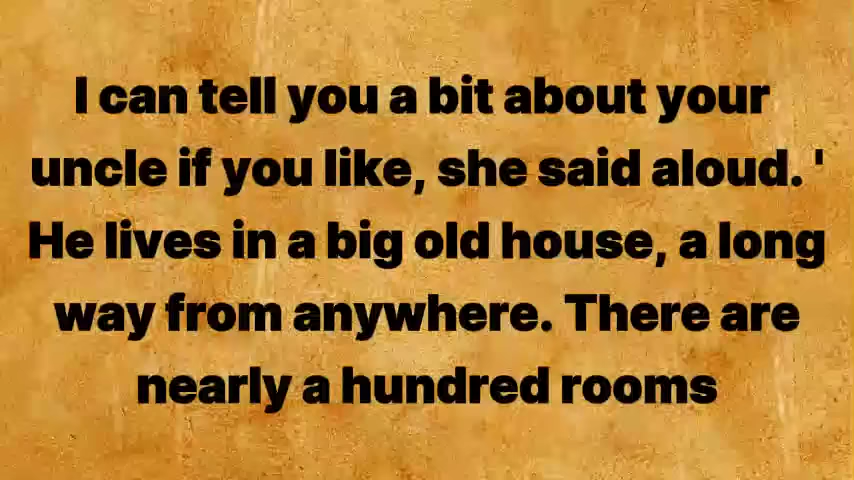 I can tell you a bit about your
uncle if you like, she said aloud. '
He lives in a big old house, a long
way from anywhere. There are
nearly a hundred rooms